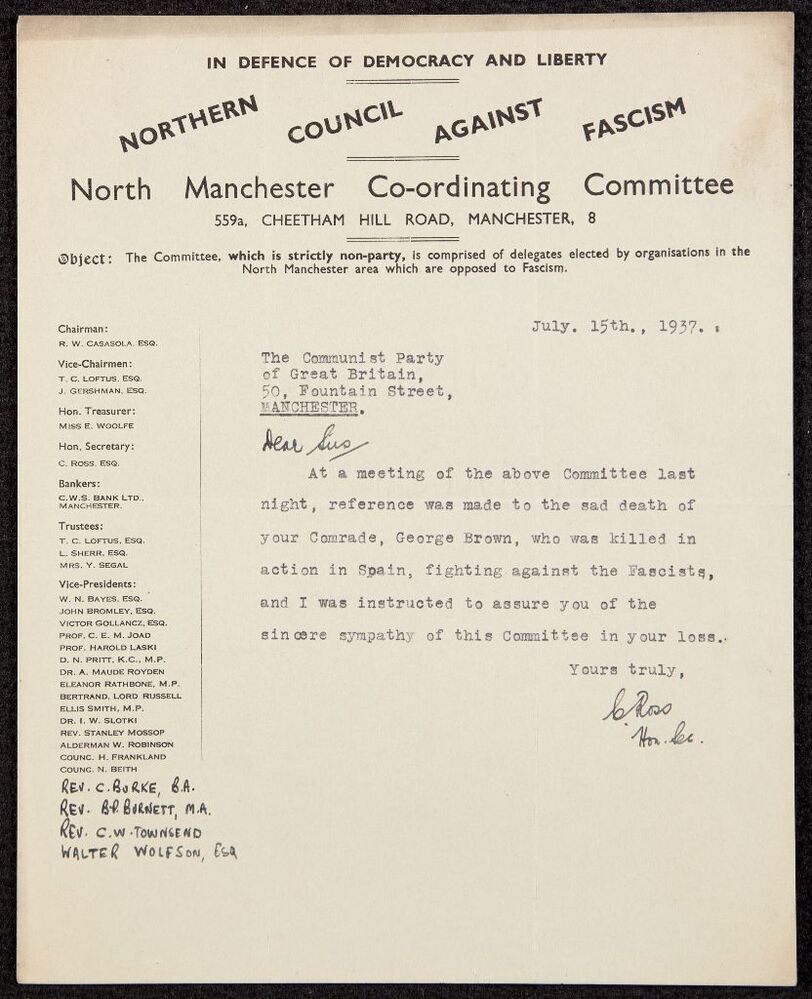 IN DEFENCE OF DEMOCRACY AND LIBERTY
NORTHERN COUNCIL AGAINST FASCISM
North Manchester Co-ordinating Committee
559a, CHEETHAM HILL ROAD, MANCHESTER, 8
Object: The Committee, which is strictly non-party, is comprised of delegates elected by organisations in the
North Manchester area which are opposed to Fascism.
July. 15th., 1937.
Chairman:
R. W. CASASOLA, ESQ.
Vice-Chairmen:
T. C. LOFTUS, ESQ.
J. GERSHMAN, ESQ.
Hon. Treasurer:
MISS E. WOOLFE
Hon. Secretary:
C. ROSS, ESQ.
Bankers:
C.W.S. BANK LTD.,
MANCHESTER.
Trustees:
T. C. LOFTUS, ESQ.
L. SHERR, ESQ.
MRS. Y. SEGAL
Vice-Presidents:
W. N. BAYES, ESQ.
JOHN BROMLEY, ESQ.
VICTOR GOLLANCZ, ESQ.
PROF. C. E. M. JOAD
PROF. HAROLD LASKI
D. N. PRITT, K.C., M.P.
DR. A. MAUDE ROYDEN
ELEANOR RATHBONE, M.P.
BERTRAND, LORD RUSSELL
ELLIS SMITH, M.P.
DR. I. W. SLOTKI
REV. STANLEY MOSSOP
ALDERMAN W. ROBINSON
COUNC. H. FRANKLAND
COUNC. N. BEITH
REV. C. BURKE, B.A.
REV. B.P. BURNETT, M.A.
REV. C. W. TOWNSEND
WALTER WOLFSON, Esq
The Communist Party
of Great Britain,
50, Fountain Street,
MANCHESTER.
Dear Sirs
At a meeting of the above Committee last
night, reference was made to the sad death of
your Comrade, George Brown, who was killed in
action in Spain, fighting against the Fascists,
and I was instructed to assure you of the
sincere sympathy of this Committee in your loss.
Yours truly,
C. Ross
Hon. Sec.